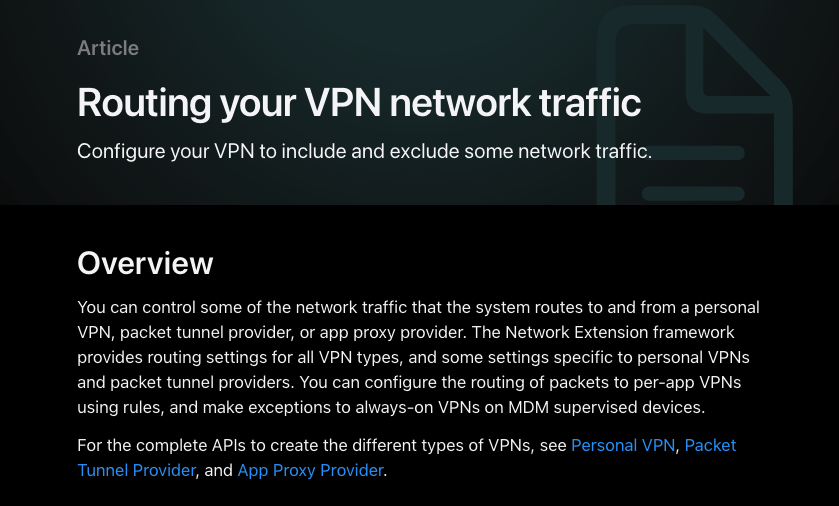 Article
Routing your VPN network traffic
Configure your VPN to include and exclude some network traffic.
Overview
You can control some of the network traffic that the system routes to and from a personal
VPN, packet tunnel provider, or app proxy provider. The Network Extension framework
provides routing settings for all VPN types, and some settings specific to personal VPNs
and packet tunnel providers. You can configure the routing of packets to per-app VPNs
using rules, and make exceptions to always-on VPNs on MDM supervised devices.
For the complete APIs to create the different types of VPNs, see Personal VPN, Packet
Tunnel Provider, and App Proxy Provider.